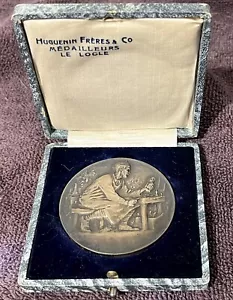 HUGUENIN FRÈRES & CO
MÉDAILLEURS
LE LOCLE